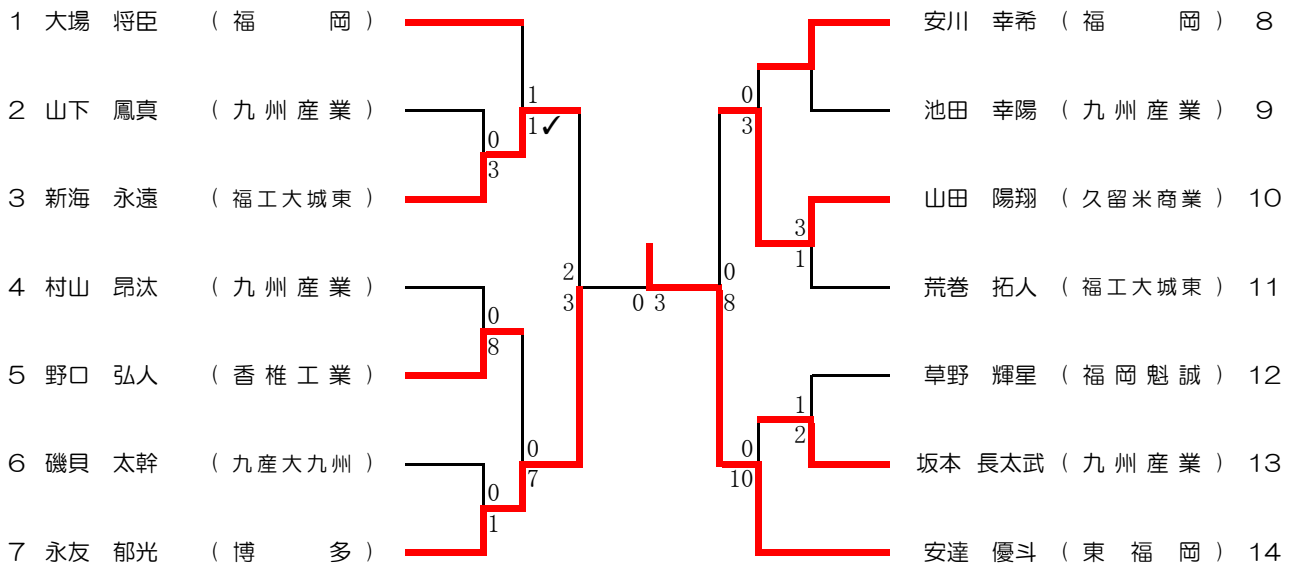 1 大場 将臣 ( 福 岡 )
2 山下 鳳真 ( 九 州 産 業 )
3 新海 永遠 ( 福工大城東 )
4 村山 昂汰 ( 九 州 産 業 )
5 野口 弘人 ( 香 椎 工 業 )
6 磯貝 太幹 ( 九産大九州 )
7 永友 郁光 ( 博 多 )
0
3
1
1✓
0
8
0
1
0
7
2
3
0 3
0
8
0
3
3
1
1
2
0
10
安川 幸希 ( 福 岡 ) 8
池田 幸陽 ( 九 州 産 業 ) 9
山田 陽翔 ( 久留米商業 ) 10
荒巻 拓人 ( 福工大城東 ) 11
草野 輝星 ( 福 岡 魁 誠 ) 12
坂本 長太武 ( 九 州 産 業 ) 13
安達 優斗 ( 東 福 岡 ) 14